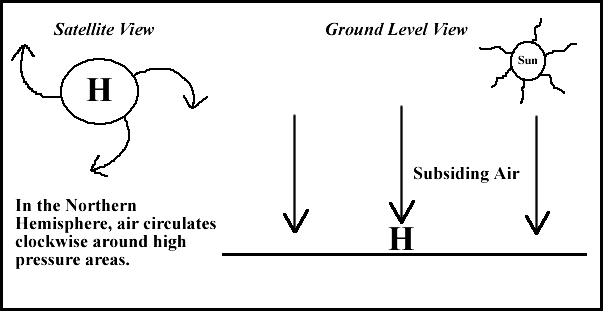 Satellite View
H
In the Northern
Hemisphere, air circulates
clockwise around high
pressure areas.
Ground Level View
Sun
Subsiding Air
H